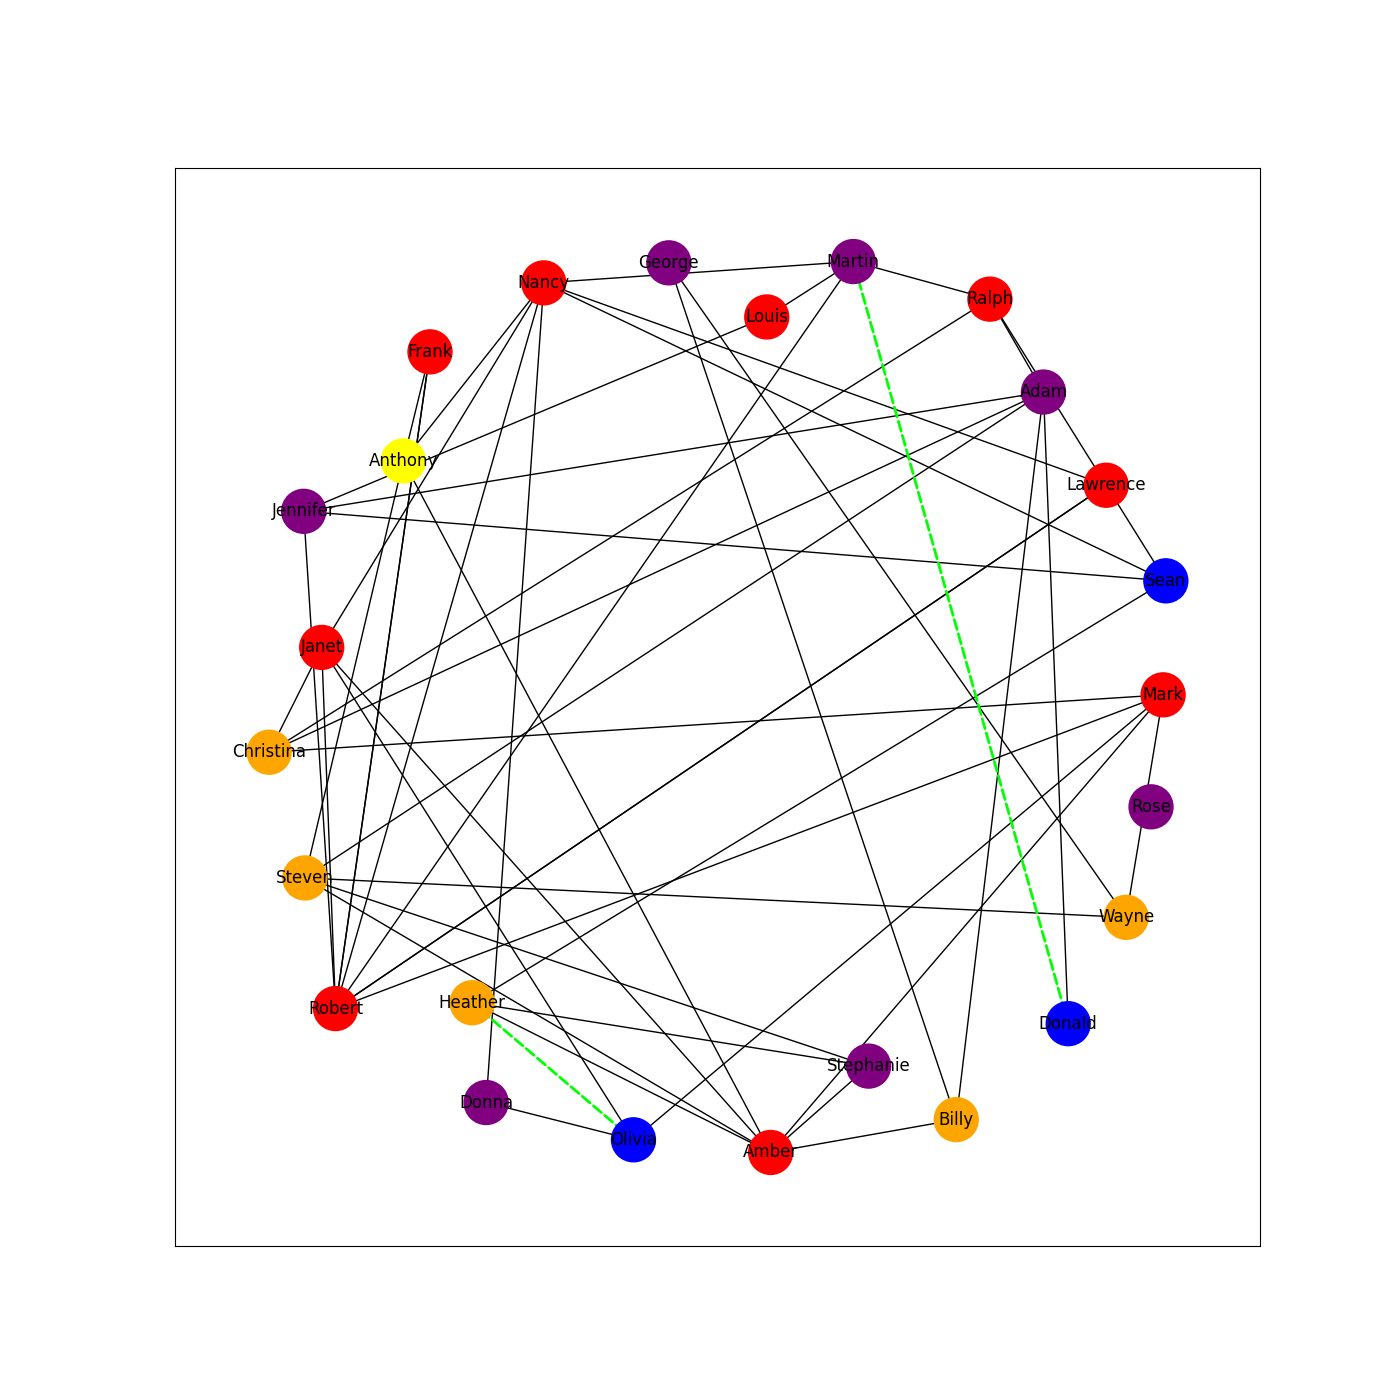 George
Martin
Nancy
Ralph
Louis
Frank
Adam
Anthony
Lawrence
Jennifer
Sean
Janet
Mark
Christina
Rose
Steven
Wayne
Heather
Robert
Donald
Stephanie
Donna
Billy
Olivia
Amber